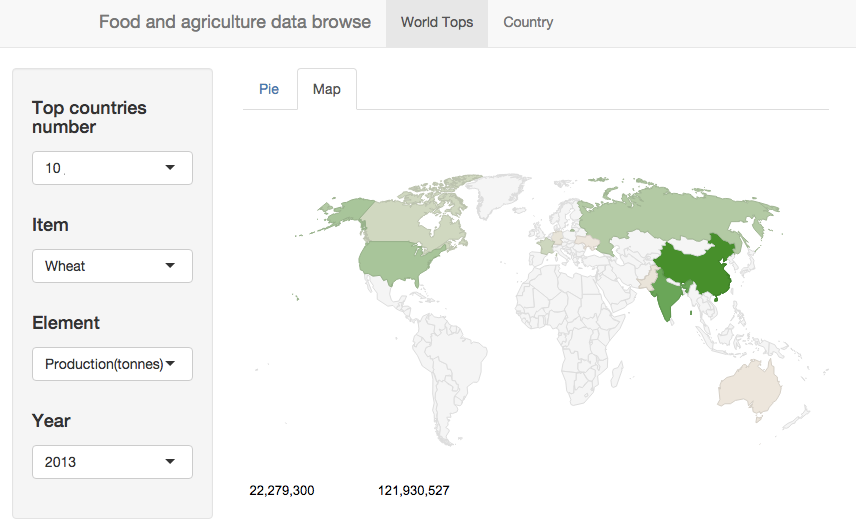 Food and agriculture data browse World Tops Country
Pie Map
Top countries
number
10
Item
Wheat
Element
Production(tonnes)
Year
2013
22,279,300 121,930,527